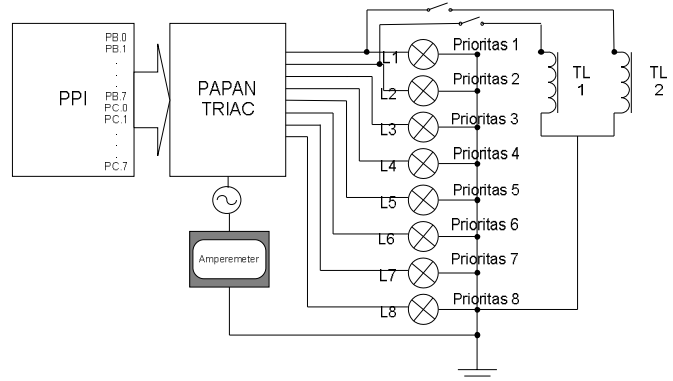 PPI
PB.0
PB.1
.
.
.
PB.7
PC.0
PC.1
.
.
.
PC.7
PAPAN
TRIAC
Amperemeter
L1
Prioritas 1
L2
Prioritas 2
L3
Prioritas 3
L4
Prioritas 4
L5
Prioritas 5
L6
Prioritas 6
L7
Prioritas 7
L8
Prioritas 8
TL
1
TL
2